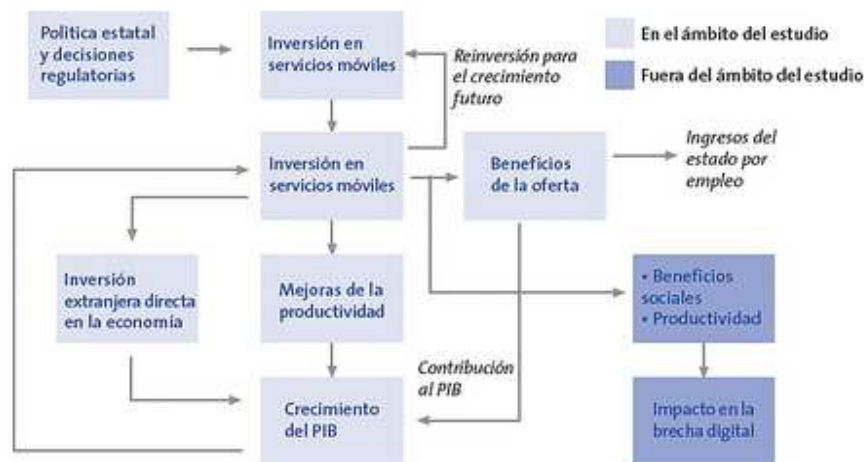 Política estatal
y decisiones
regulatorias
Inversión en
servicios móviles
Reinversión para
el crecimiento
futuro
En el ámbito del estudio
Fuera del ámbito del estudio
Inversión en
servicios móviles
Beneficios
de la oferta
Ingresos del
estado por
empleo
Inversión
extranjera directa
en la economía
Mejoras de la
productividad
• Beneficios
sociales
• Productividad
Contribución
al PIB
Crecimiento
del PIB
Impacto en la
brecha digital